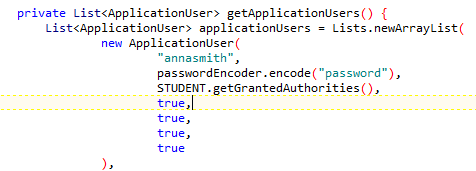 private List<ApplicationUser> getApplicationUsers() {
List<ApplicationUser> applicationUsers = Lists.newArrayList(
new ApplicationUser(
"annasmith",
passwordEncoder.encode("password"),
STUDENT.getGrantedAuthorities(),
true,
true,
true,
true
),